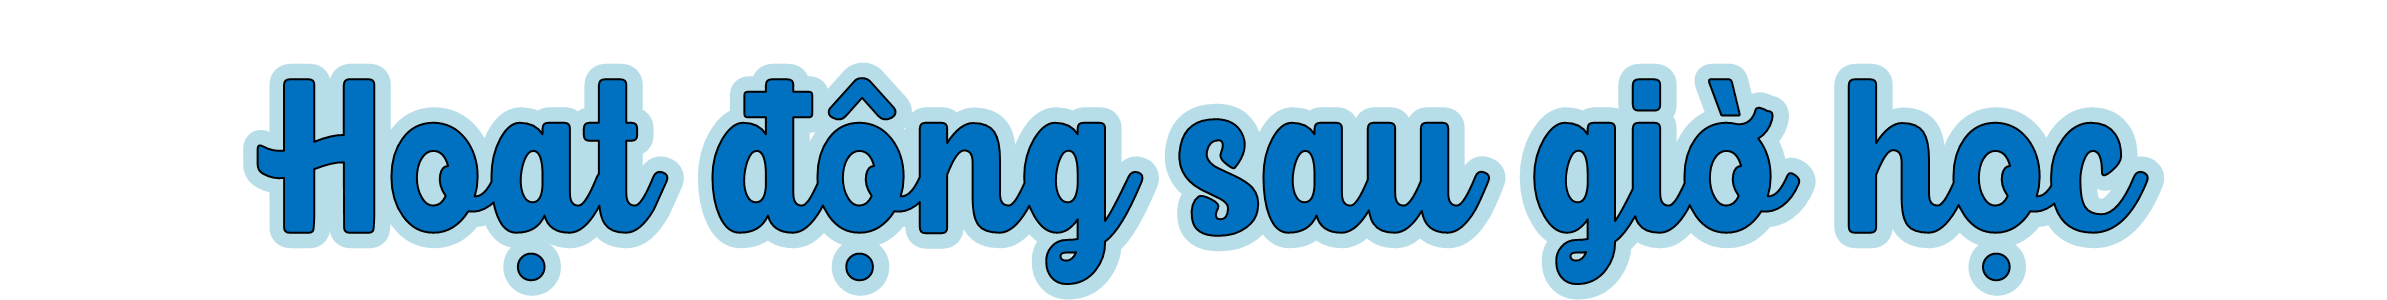 Hoạt động sau giờ học